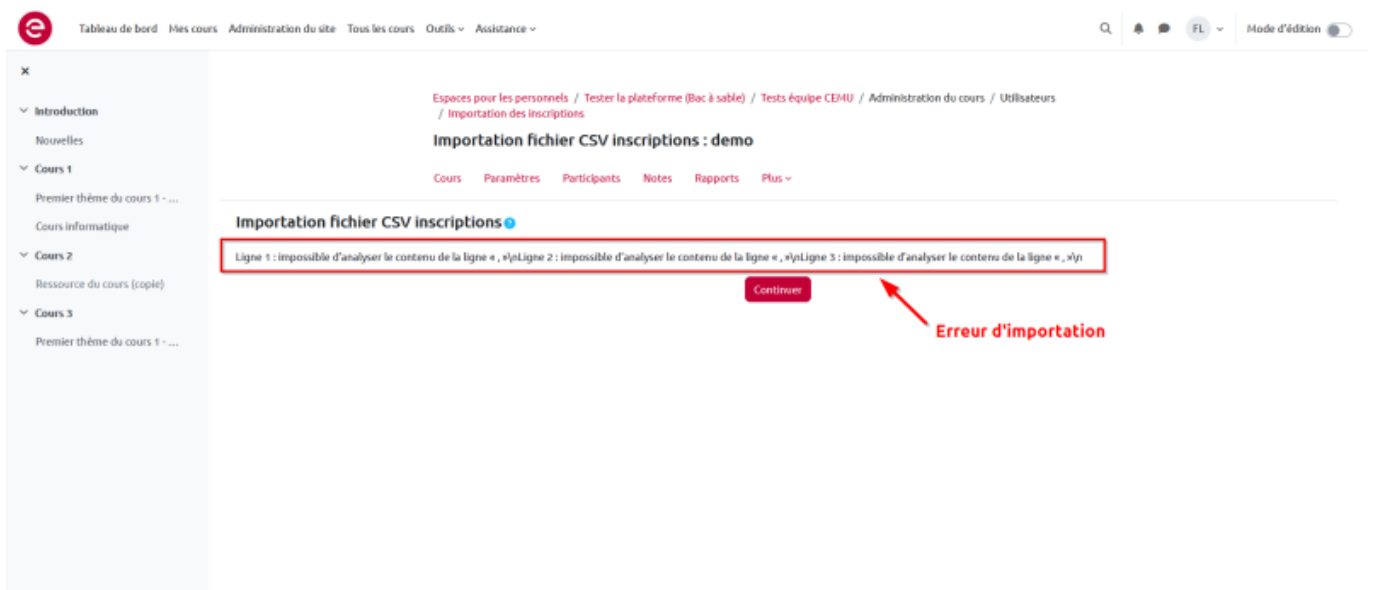 Tableau de bord Mes cours Administration du site Tous les cours Outils Assistance FL Mode d'édition
Introduction
Nouvelles
Cours 1
Premier thème du cours 1 - ...
Cours informatique
Cours 2
Ressource du cours (copie)
Cours 3
Premier thème du cours 1 - ...
Espaces pour les personnels / Tester la plateforme (Bac à sable) / Tests équipe CEMU / Administration du cours / Utilisateurs
/ Importation des inscriptions
Importation fichier CSV inscriptions : demo
Cours Paramètres Participants Notes Rapports Plus
Importation fichier CSV inscriptions
Ligne 1 : impossible d'analyser le contenu de la ligne « , »\nLigne 2 : impossible d'analyser le contenu de la ligne « , »\nLigne 3 : impossible d'analyser le contenu de la ligne « , »\n
Continuer
Erreur d'importation